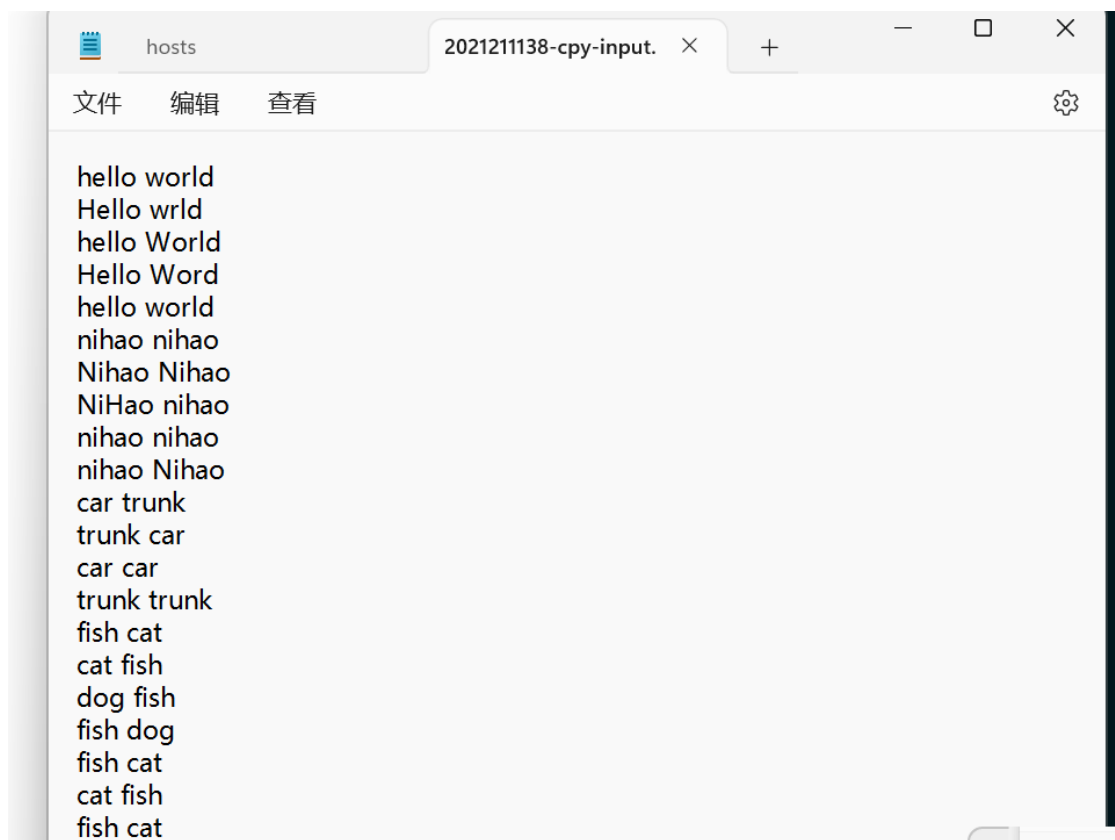 hosts
2021211138-cpy-input.
文件 编辑 查看
hello world
Hello wrld
hello World
Hello Word
hello world
nihao nihao
Nihao Nihao
NiHao nihao
nihao nihao
nihao Nihao
car trunk
trunk car
car car
trunk trunk
fish cat
cat fish
dog fish
fish dog
fish cat
cat fish
fish cat